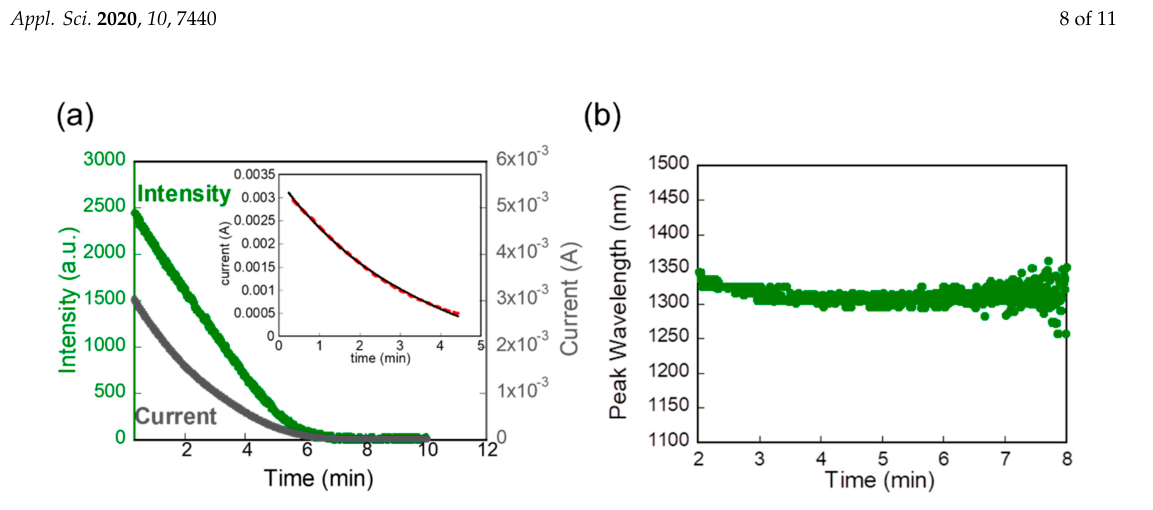 Appl. Sci. 2020, 10, 7440
8 of 11
(a)
3000
2500
2000
1500
1000
500
0
Intensity (a.u.)
Intensity
Current
2
4
6
8
10
12
Time (min)
6x10⁻³
5x10⁻³
4x10⁻³
3x10⁻³
2x10⁻³
1x10⁻³
0
Current (A)
0.0035
0.003
0.0025
0.002
0.0015
0.001
0.0005
0
current (A)
0
1
2
3
4
5
time (min)
(b)
1500
1450
1400
1350
1300
1250
1200
1150
1100
Peak Wavelength (nm)
2
3
4
5
6
7
8
Time (min)